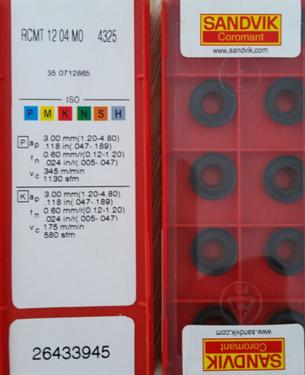 RCMT 12 04 M0 4325
35 0712865
ISO
P M K N S H
P ap 3.00 mm(1.20-4.80)
.118 in(.047-.189)
fn 0.60 mm/r(0.12-1.20)
.024 in/r(.005-.047)
vc 345 m/min
1130 sfm
K ap 3.00 mm(1.20-4.80)
.118 in(.047-.189)
fn 0.60 mm/r(0.12-1.20)
.024 in/r(.005-.047)
vc 175 m/min
580 sfm
26433945
SANDVIK
Coromant
www.sandvik.com
www.sandvik.com
SANDVIK
Coromant